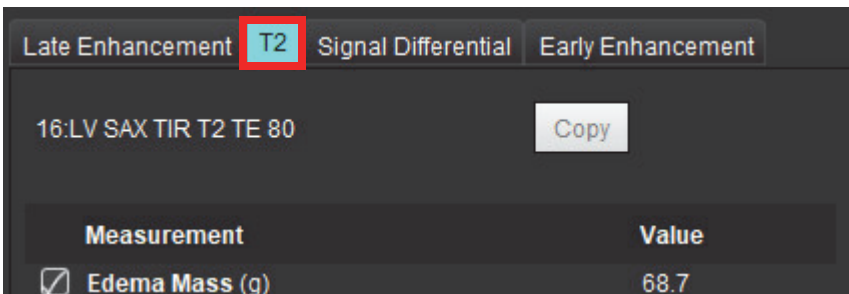 Late Enhancement T2 Signal Differential Early Enhancement
16:LV SAX TIR T2 TE 80 Copy
Measurement Value
Edema Mass (g) 68.7